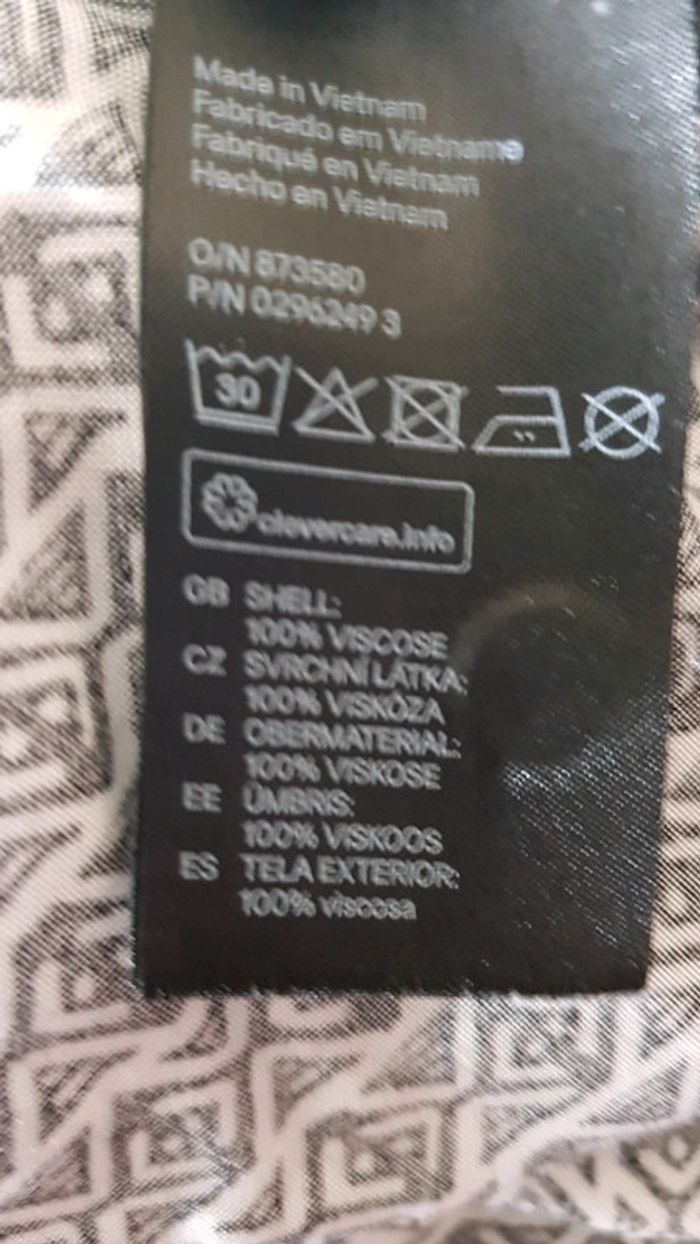 Made in Vietnam
Fabricado em Vietname
Fabriqué en Vietnam
Hecho en Vietnam
O/N 873580
P/N 0296249 3
30
clevercare.info
GB SHELL:
100% VISCOSE
CZ SVRCHNÍ LÁTKA:
100% VISKÓZA
DE OBERMATERIAL:
100% VISKOSE
EE ÜMBRIS:
100% VISKOOS
ES TELA EXTERIOR:
100% viscosa